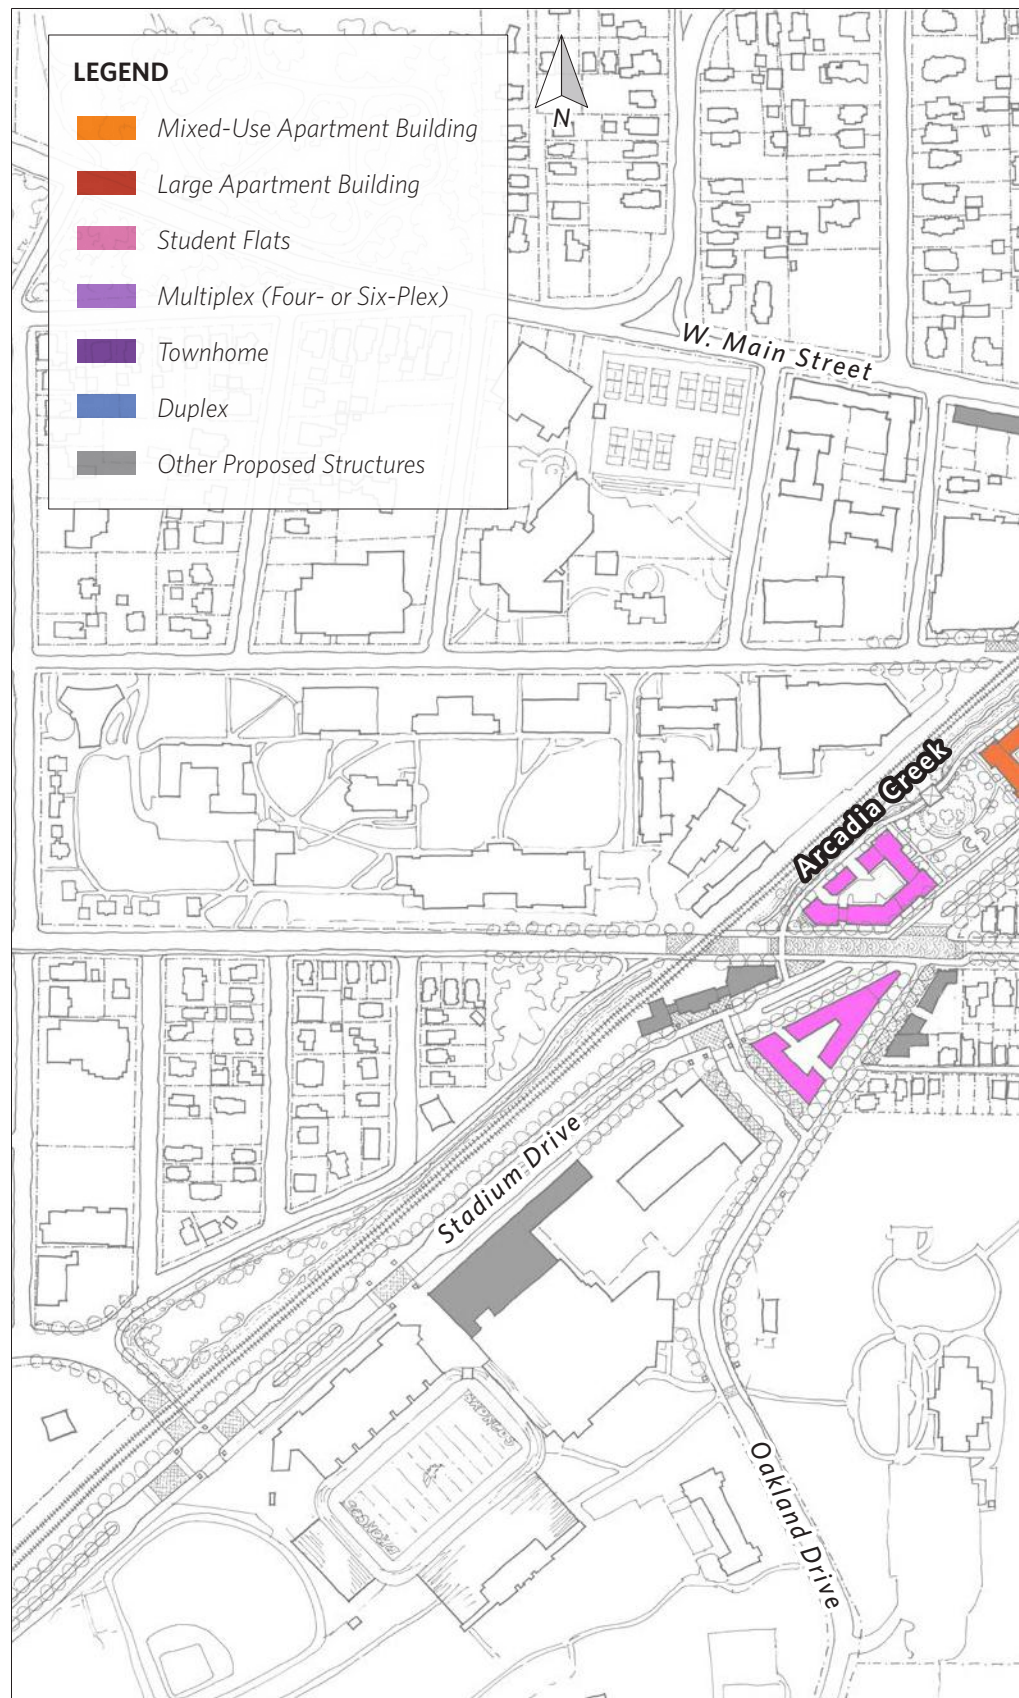 LEGEND
Mixed-Use Apartment Building
Large Apartment Building
Student Flats
Multiplex (Four- or Six-Plex)
Townhome
Duplex
Other Proposed Structures
N
W. Main Street
Arcadia Creek
Stadium Drive
Oakland Drive
BRONCOS